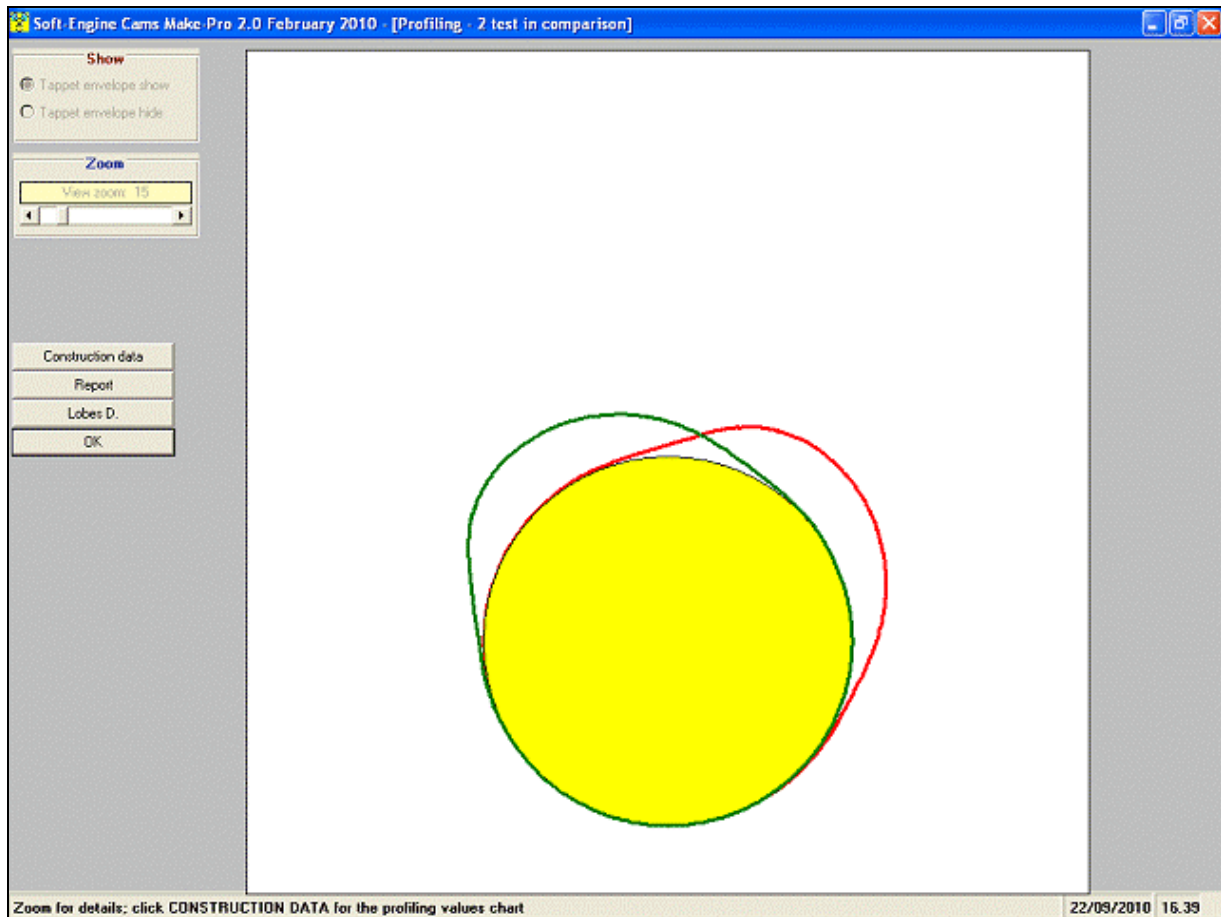 Soft-Engine Cams Make-Pro 2.0 February 2010 - [Profiling - 2 test in comparison]
Show
Tappet envelope show
Tappet envelope hide
Zoom
View zoom: 15
Construction data
Report
Lobes D.
OK
Zoom for details; click CONSTRUCTION DATA for the profiling values chart
22/09/2010 16.39